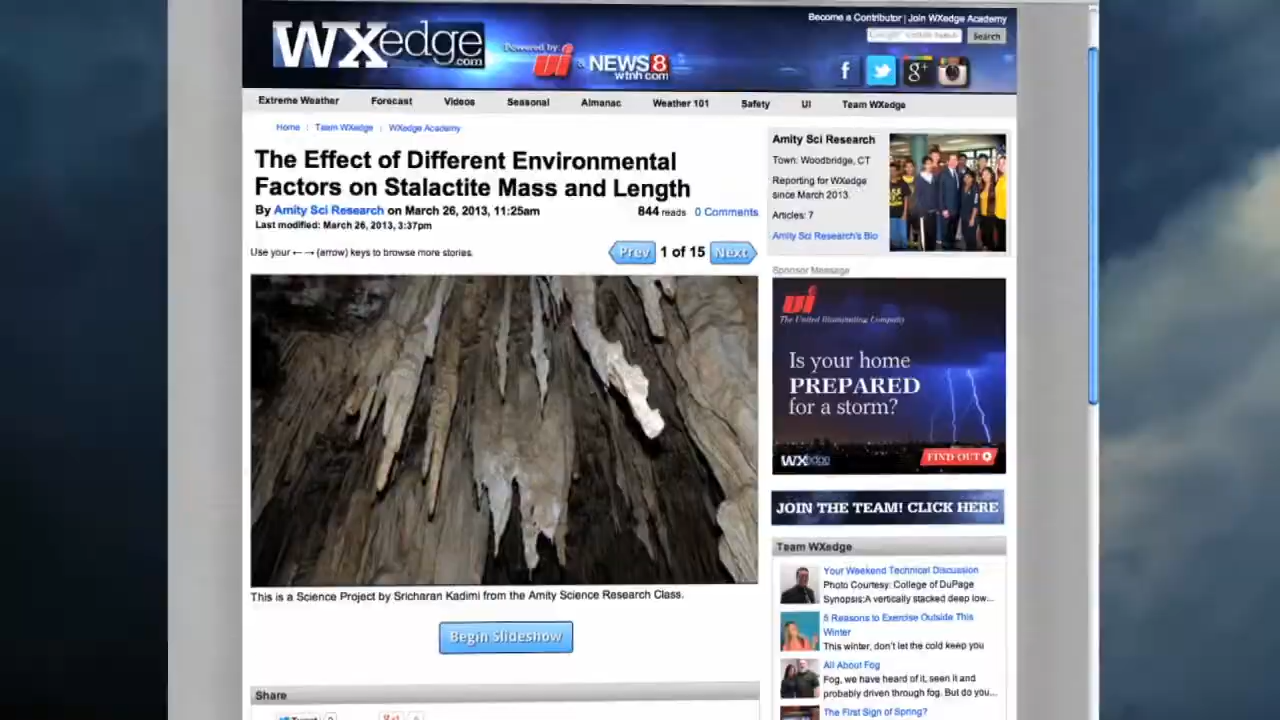 Become a Contributor | Join WXedge Academy
WXedge.com
Powered by:
ui & NEWS 8
wtnh.com
Search
f
g+
Extreme Weather Forecast Videos Seasonal Almanac Weather 101 Safety UI Team WXedge
Home Team WXedge WXedge Academy
The Effect of Different Environmental
Factors on Stalactite Mass and Length
By Amity Sci Research on March 26, 2013, 11:25am
844 reads 0 Comments
Last modified: March 26, 2013, 3:37pm
Use your ←→ (arrow) keys to browse more stories.
Prev 1 of 15 Next
This is a Science Project by Sricharan Kadimi from the Amity Science Research Class.
Begin Slideshow
Share
Tweet 0
Amity Sci Research
Town: Woodbridge, CT
Reporting for WXedge
since March 2013.
Articles: 7
Amity Sci Research's Bio
Sponsor Message
ui
The United Illuminating Company
Is your home
PREPARED
for a storm?
WXedge
FIND OUT
JOIN THE TEAM! CLICK HERE
Team WXedge
Your Weekend Technical Discussion
Photo Courtesy: College of DuPage
Synopsis:A vertically stacked deep low...
5 Reasons to Exercise Outside This
Winter
This winter, don't let the cold keep you
All About Fog
Fog, we have heard of it, seen it and
probably driven through fog. But do you...
The First Sign of Spring?